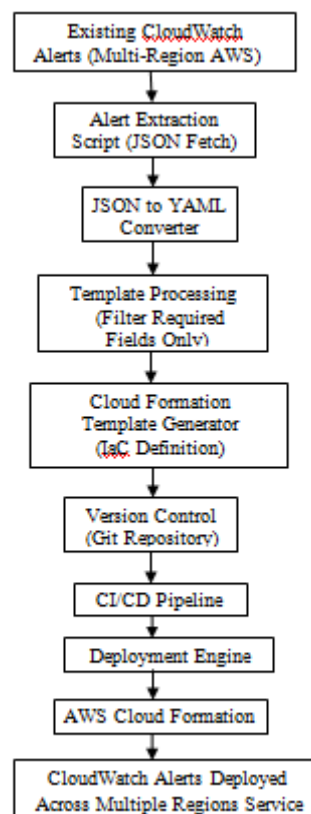 Existing CloudWatch
Alerts (Multi-Region AWS)
Alert Extraction
Script (JSON Fetch)
JSON to YAML
Converter
Template Processing
(Filter Required
Fields Only)
Cloud Formation
Template Generator
(IaC Definition)
Version Control
(Git Repository)
CI/CD Pipeline
Deployment Engine
AWS Cloud Formation
CloudWatch Alerts Deployed
Across Multiple Regions Service